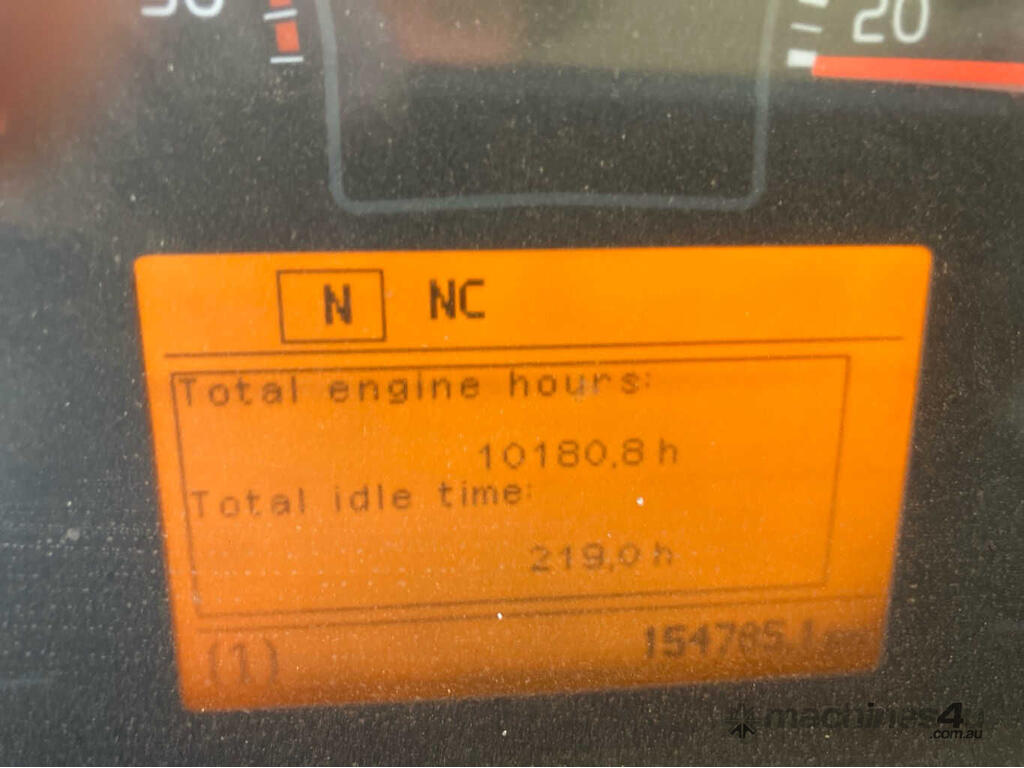 20
N NC
Total engine hours:
10180,8 h
Total idle time:
219,0 h
(1)
machines4u
.com.au